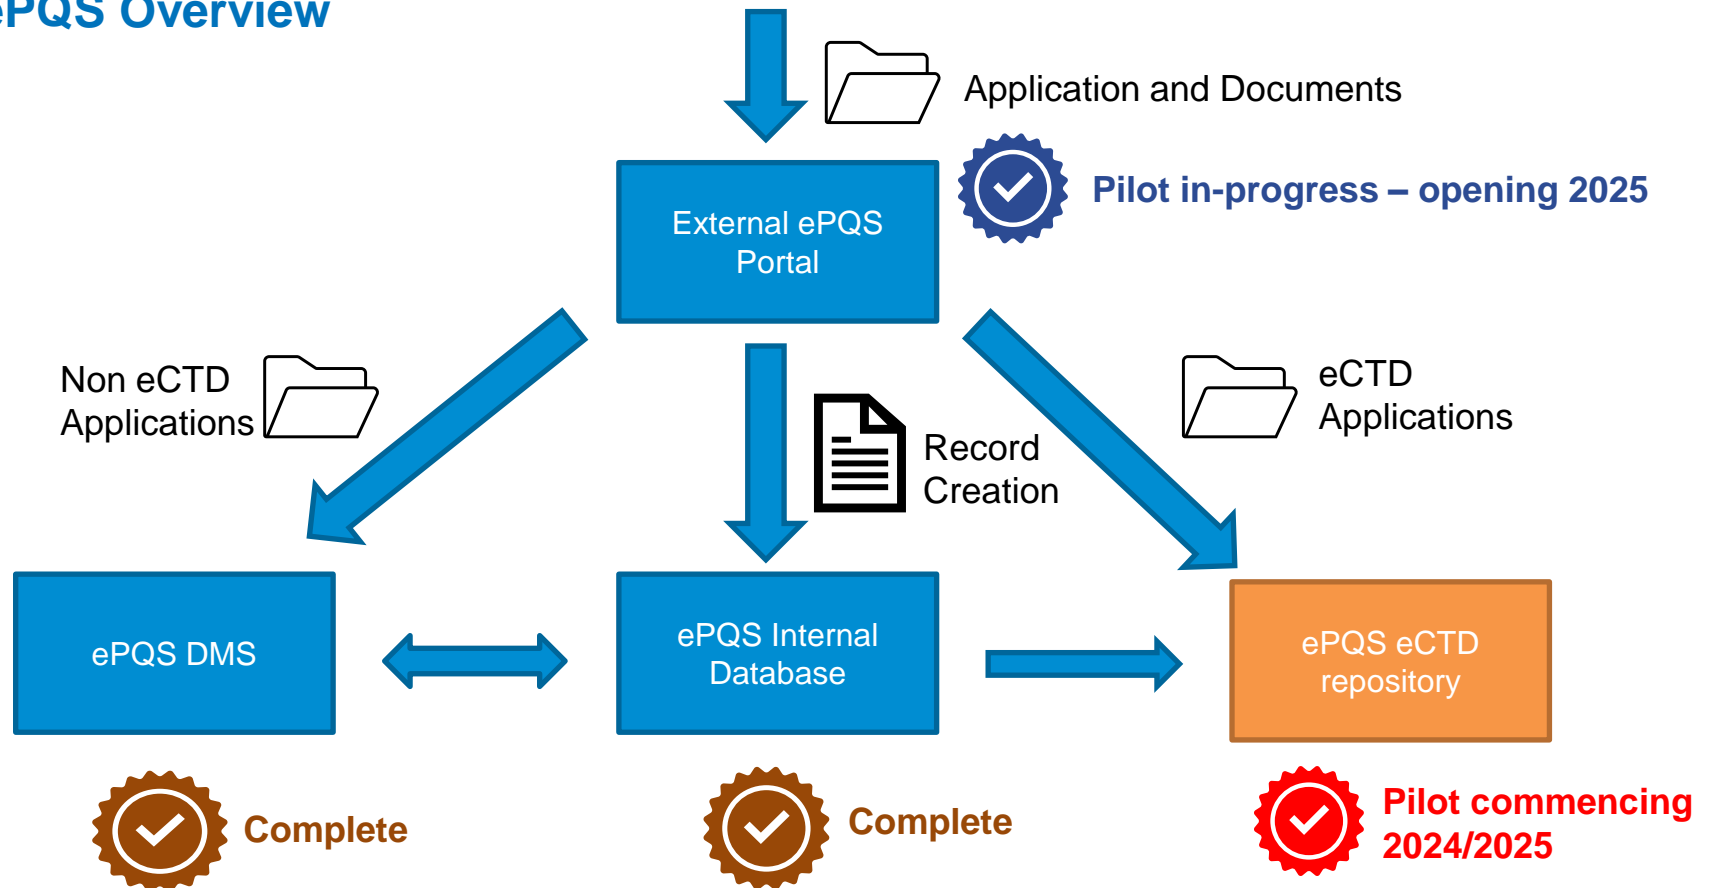 ePQS Overview
Application and Documents
Pilot in-progress – opening 2025
External ePQS
Portal
Non eCTD
Applications
Record
Creation
eCTD
Applications
ePQS DMS
ePQS Internal
Database
ePQS eCTD
repository
Complete
Complete
Pilot commencing
2024/2025